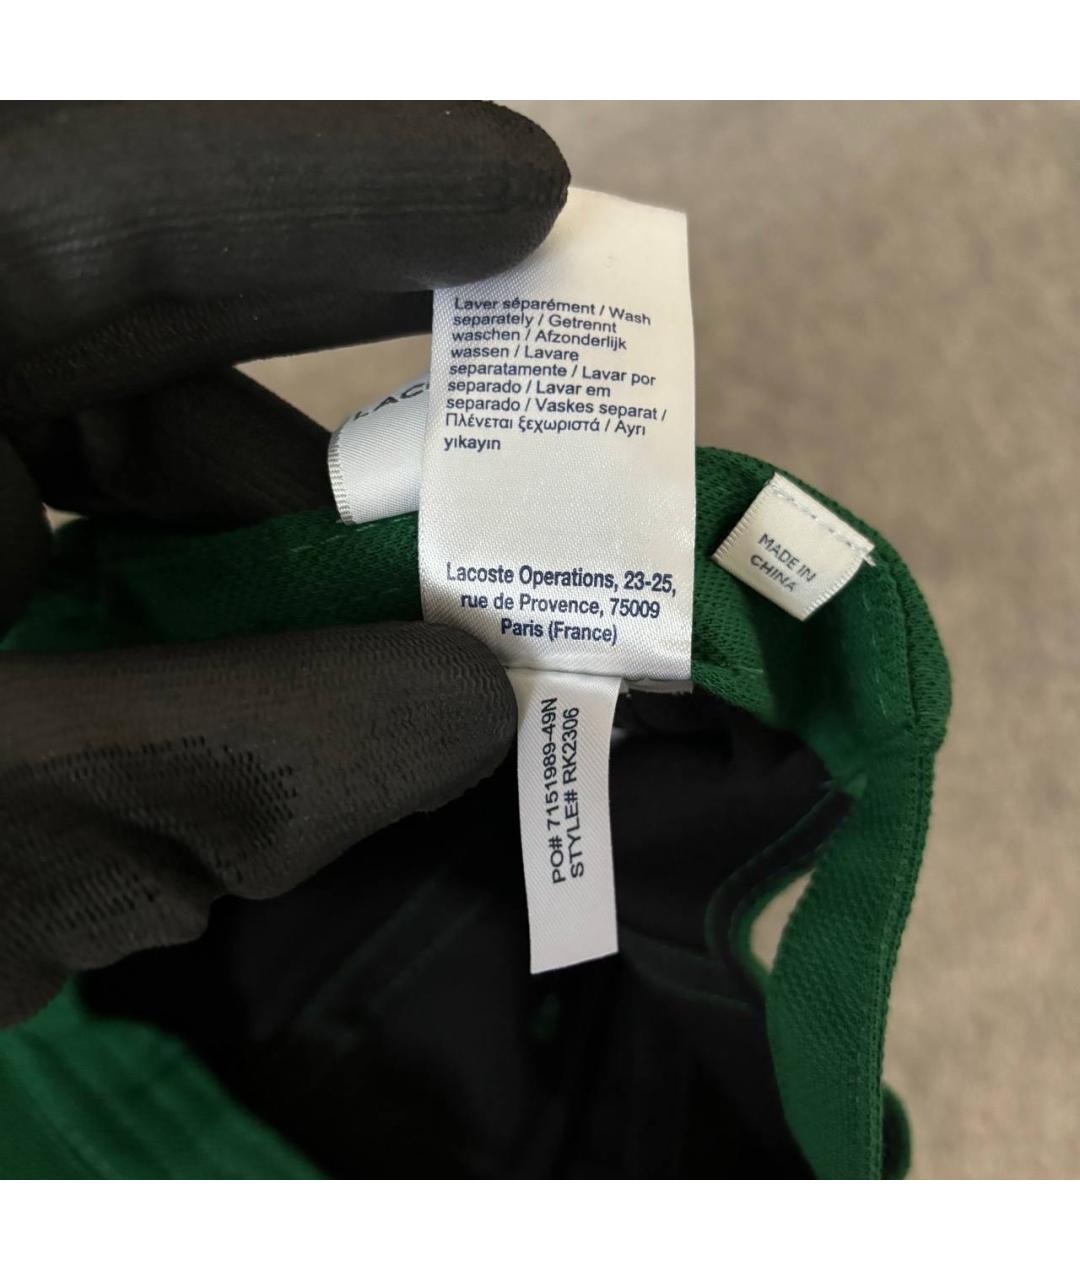 Laver séparément / Wash
separately / Getrennt
waschen / Afzonderlijk
wassen / Lavare
separatamente / Lavar por
separado / Lavar em
separado / Vaskes separat /
Πλένεται ξεχωριστά / Ayrı
yıkayın
LAC
Lacoste Operations, 23-25,
rue de Provence, 75009
Paris (France)
MADE IN
CHINA
PO# 7151989-49N
STYLE# RK2306